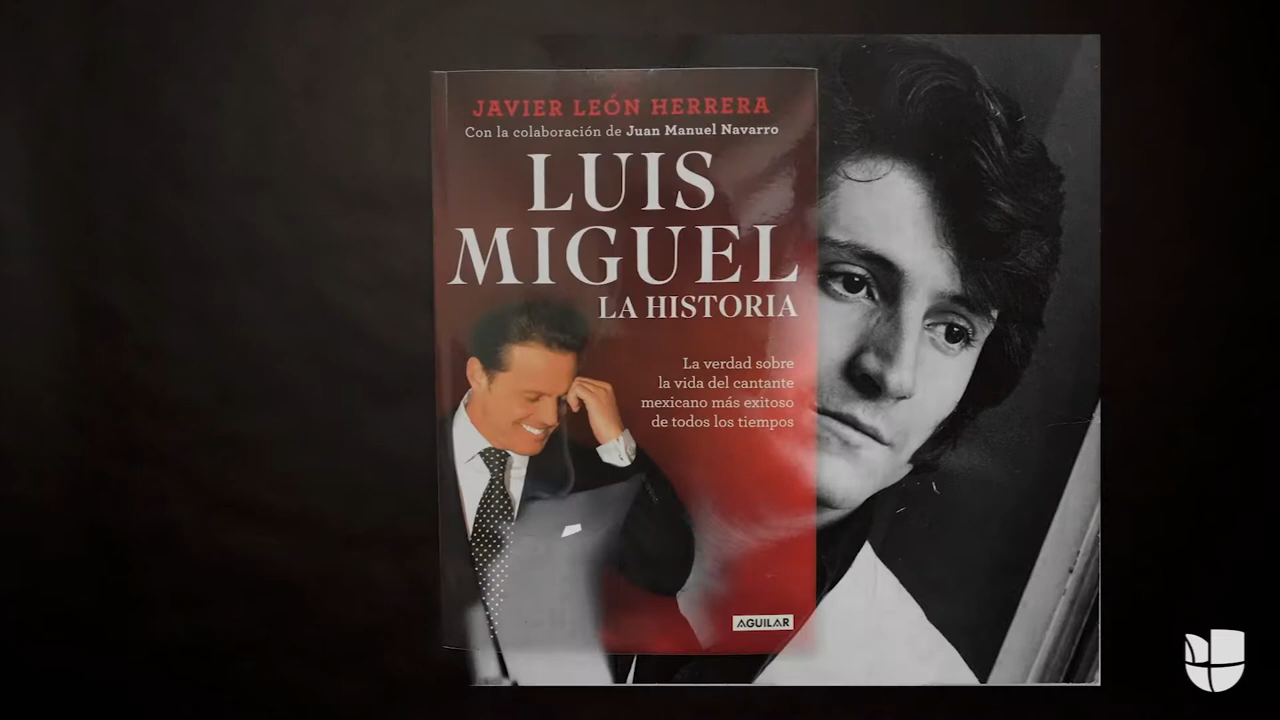 JAVIER LEÓN HERRERA
Con la colaboración de Juan Manuel Navarro
LUIS
MIGUEL
LA HISTORIA
La verdad sobre
la vida del cantante
mexicano más exitoso
de todos los tiempos
AGUILAR